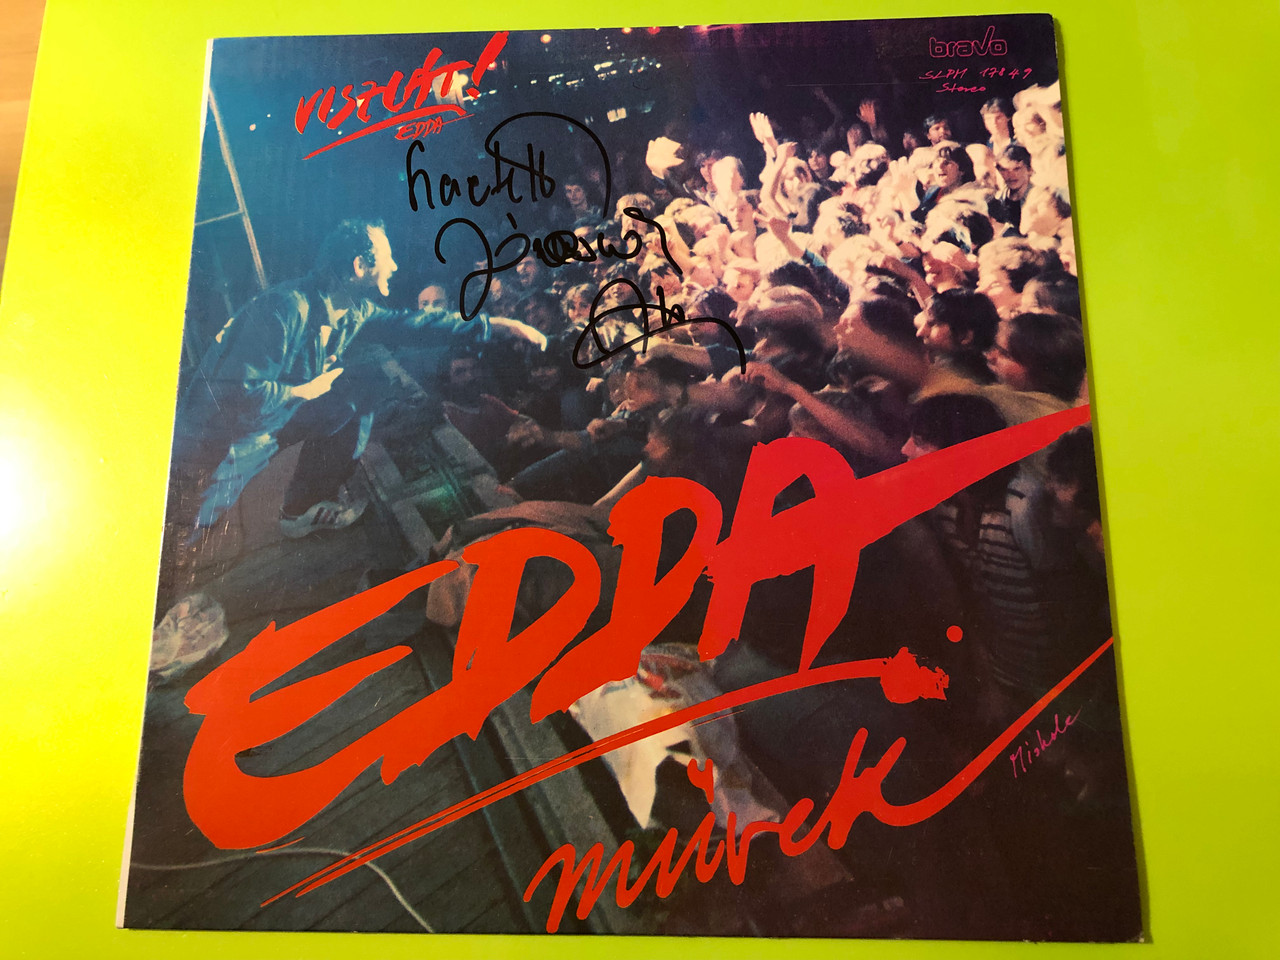 VISZLÁT!
EDDA
bravo
SLPM 17849
Stereo
EDDA
művek
Miskolc